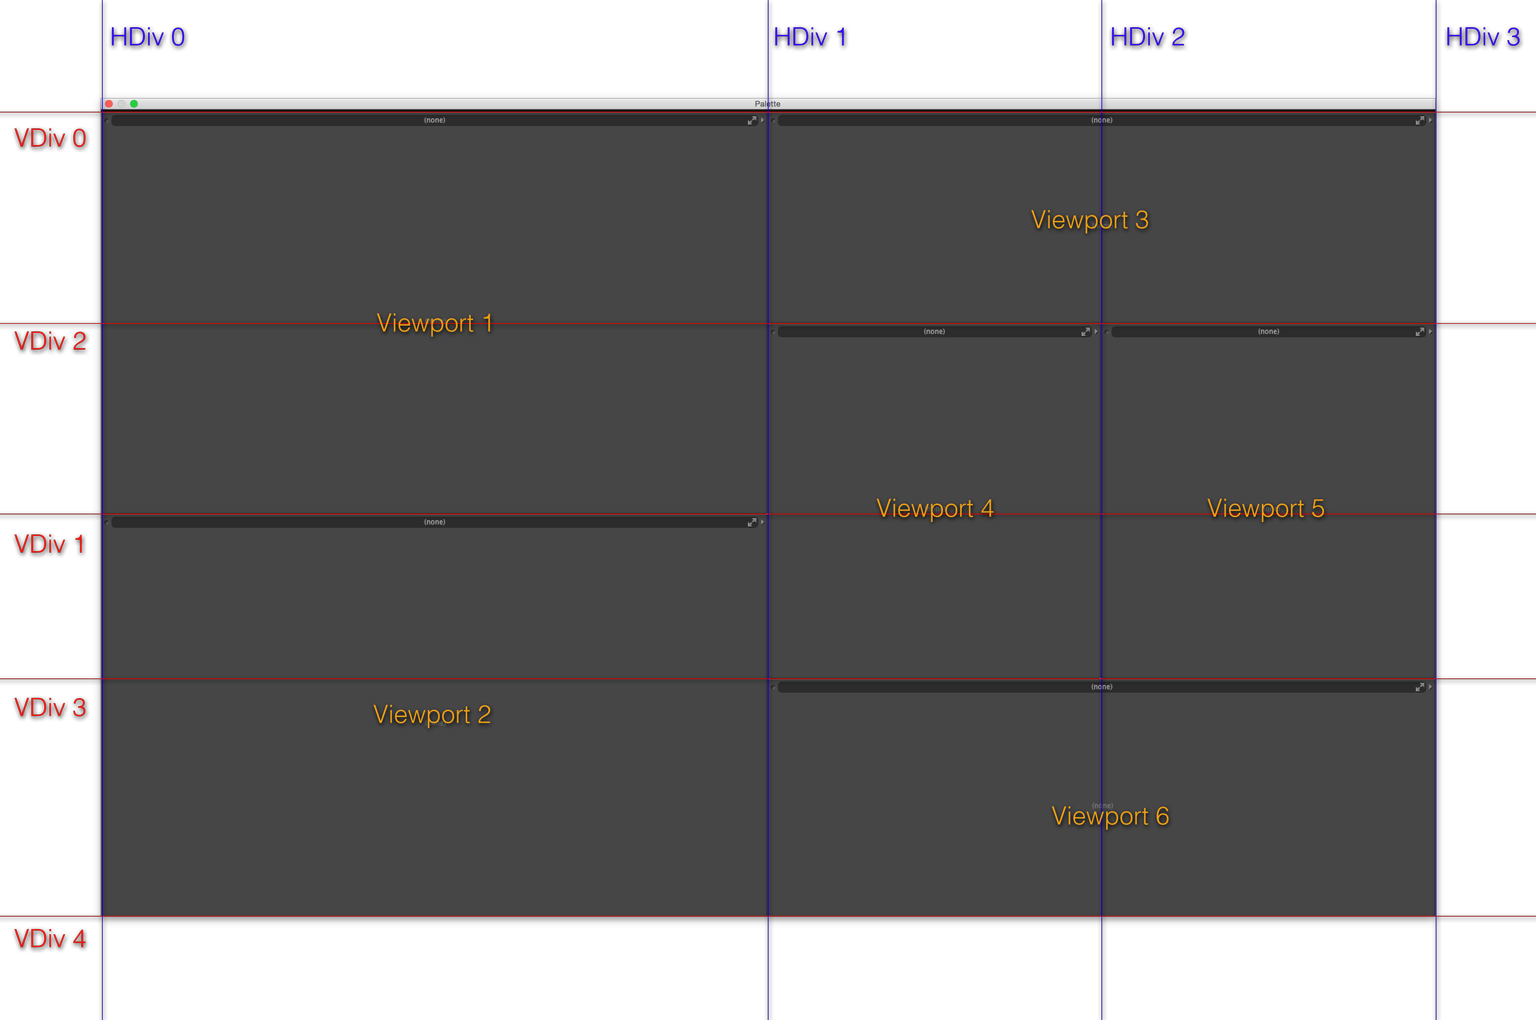 HDiv 0
HDiv 1
HDiv 2
HDiv 3
Palette
VDiv 0
(none)
(none)
Viewport 3
Viewport 1
VDiv 2
(none)
(none)
Viewport 4
Viewport 5
VDiv 1
(none)
VDiv 3
(none)
Viewport 2
(none)
Viewport 6
VDiv 4